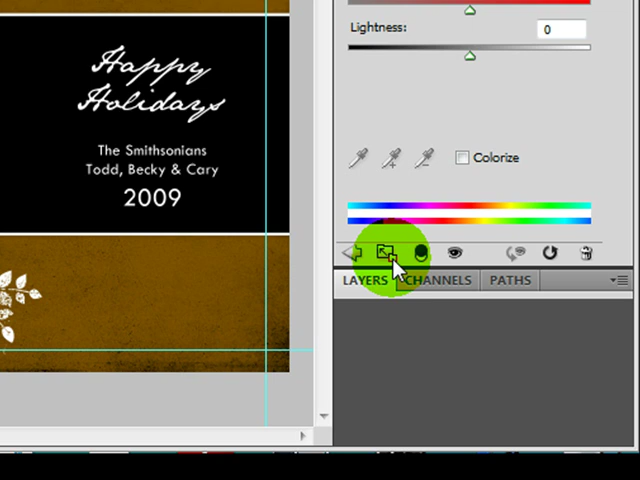 Lightness:
0
Happy
Holidays
The Smithsonians
Todd, Becky & Cary
2009
Colorize
LAYERS CHANNELS PATHS